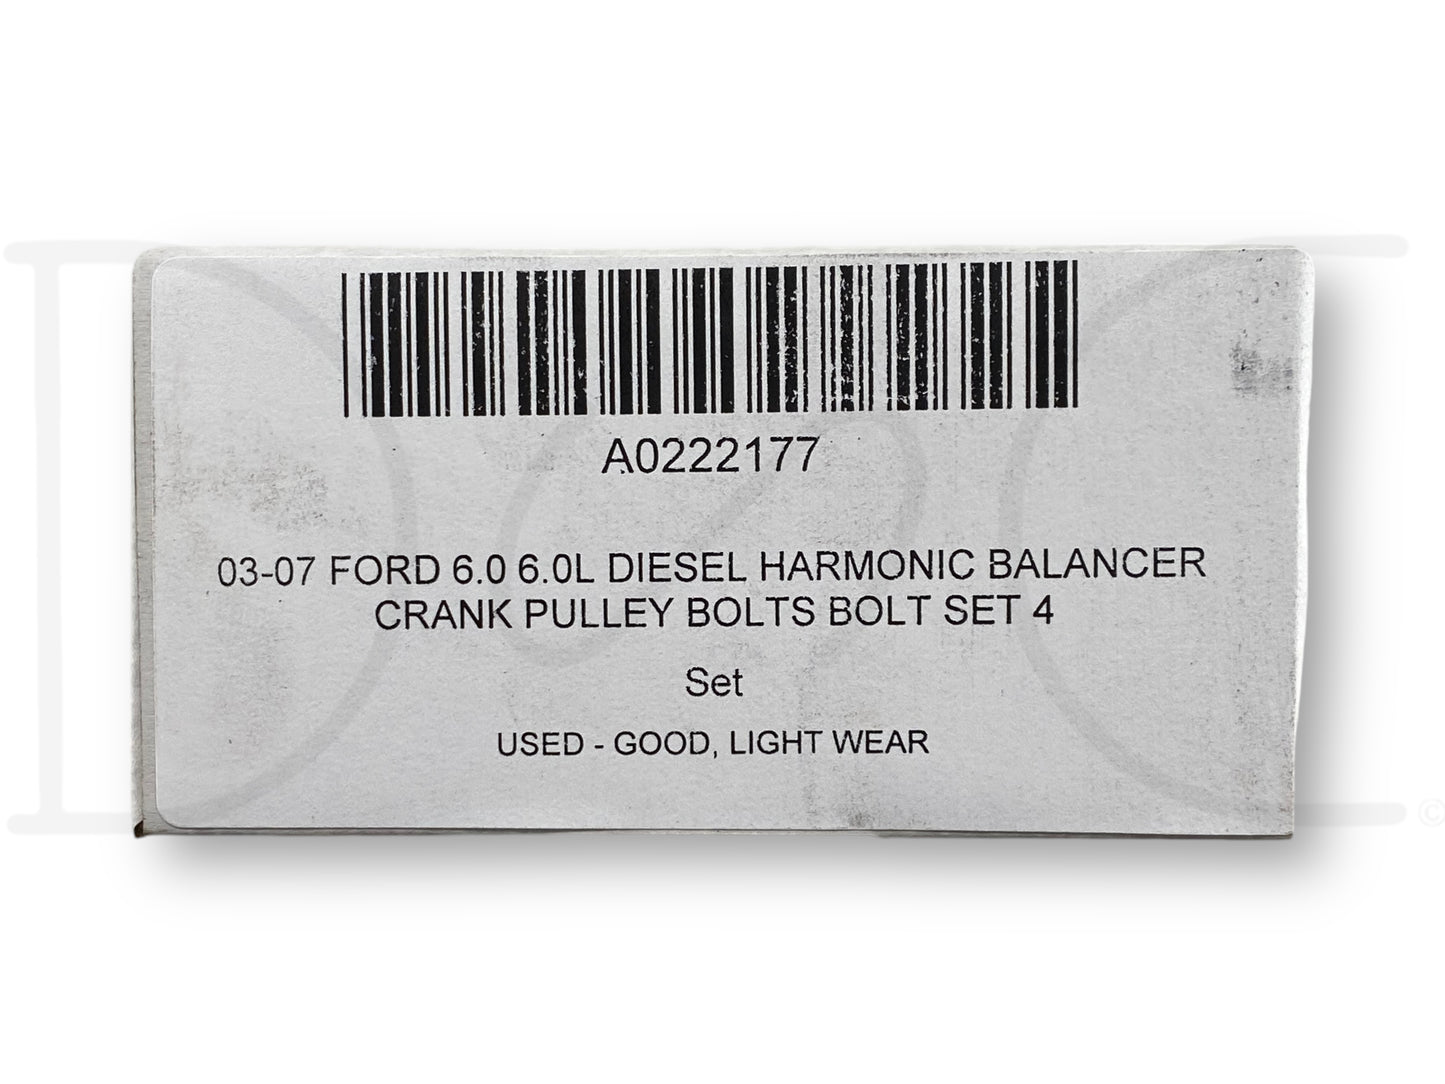 A0222177
03-07 FORD 6.0 6.0L DIESEL HARMONIC BALANCER
CRANK PULLEY BOLTS BOLT SET 4
Set
USED - GOOD, LIGHT WEAR